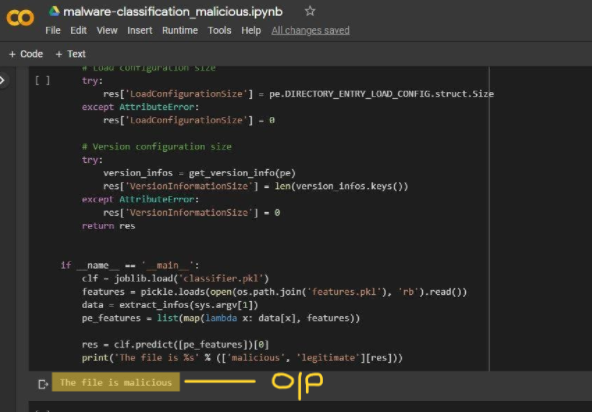 malware-classification_malicious.ipynb
File Edit View Insert Runtime Tools Help All changes saved
+ Code + Text
# Load configuration size
[ ] try:
res['LoadConfigurationSize'] = pe.DIRECTORY_ENTRY_LOAD_CONFIG.struct.Size
except AttributeError:
res['LoadConfigurationSize'] = 0
# Version configuration size
try:
version_infos = get_version_info(pe)
res['VersionInformationSize'] = len(version_infos.keys())
except AttributeError:
res['VersionInformationSize'] = 0
return res
if __name__ == '__main__':
clf = joblib.load('classifier.pkl')
features = pickle.loads(open(os.path.join('features.pkl'), 'rb').read())
data = extract_infos(sys.argv[1])
pe_features = list(map(lambda x: data[x], features))
res = clf.predict([pe_features])[0]
print('The file is %s' % (['malicious', 'legitimate'][res]))
The file is malicious O|P